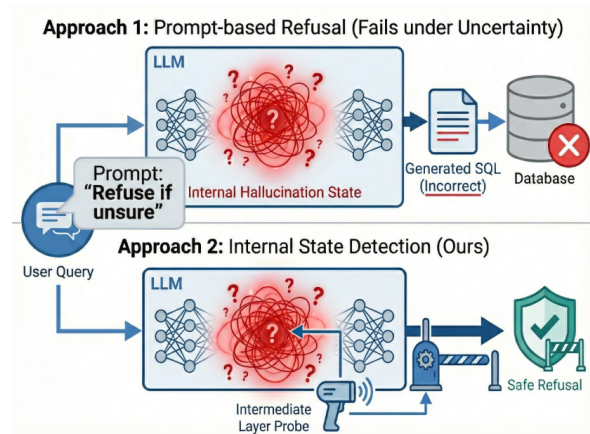 Approach 1: Prompt-based Refusal (Fails under Uncertainty)
LLM
? ? ? ? ? ? ?
Internal Hallucination State
Generated SQL
(Incorrect)
Database
Prompt:
“Refuse if
unsure”
User Query
Approach 2: Internal State Detection (Ours)
LLM
? ? ? ? ? ? ?
Intermediate
Layer Probe
Safe Refusal